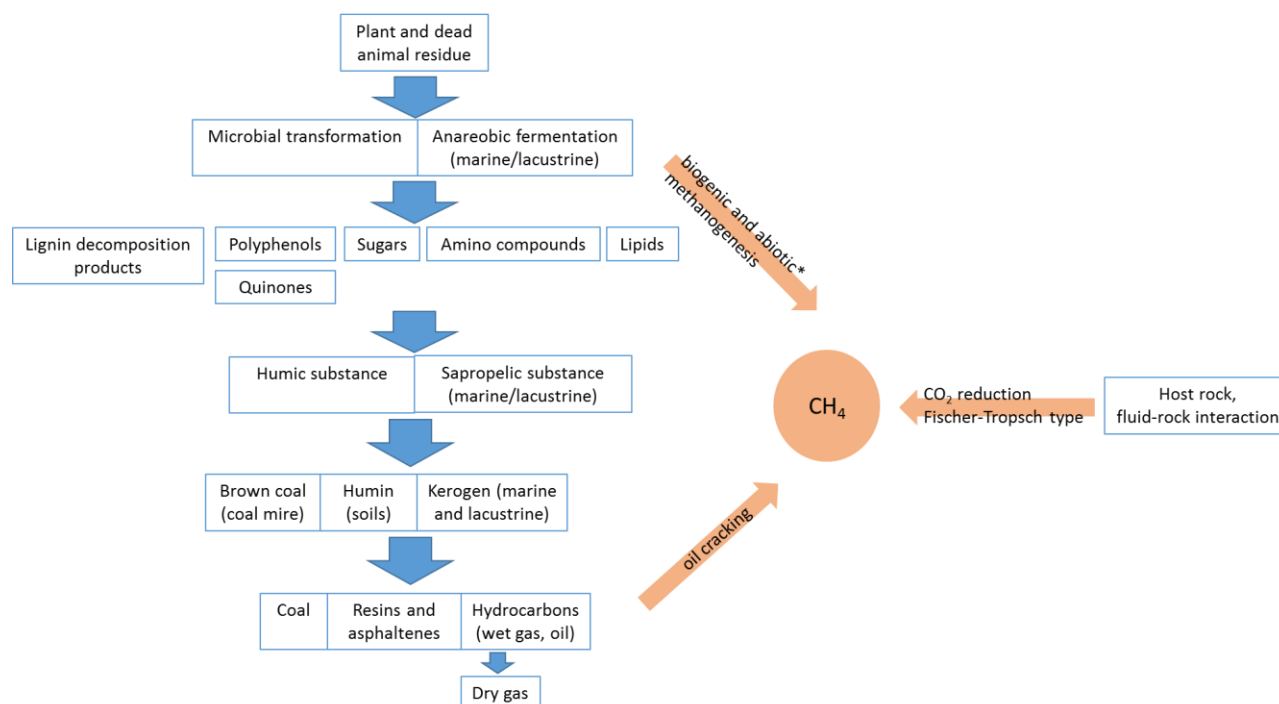 Plant and dead
animal residue
Microbial transformation
Anareobic fermentation
(marine/lacustrine)
biogenic and abiotic*
methanogenesis
Lignin decomposition
products
Polyphenols
Sugars
Amino compounds
Lipids
Quinones
Humic substance
Sapropelic substance
(marine/lacustrine)
CH₄
CO₂ reduction
Fischer-Tropsch type
Host rock,
fluid-rock interaction
Brown coal
(coal mire)
Humin
(soils)
Kerogen (marine
and lacustrine)
oil cracking
Coal
Resins and
asphaltenes
Hydrocarbons
(wet gas, oil)
Dry gas